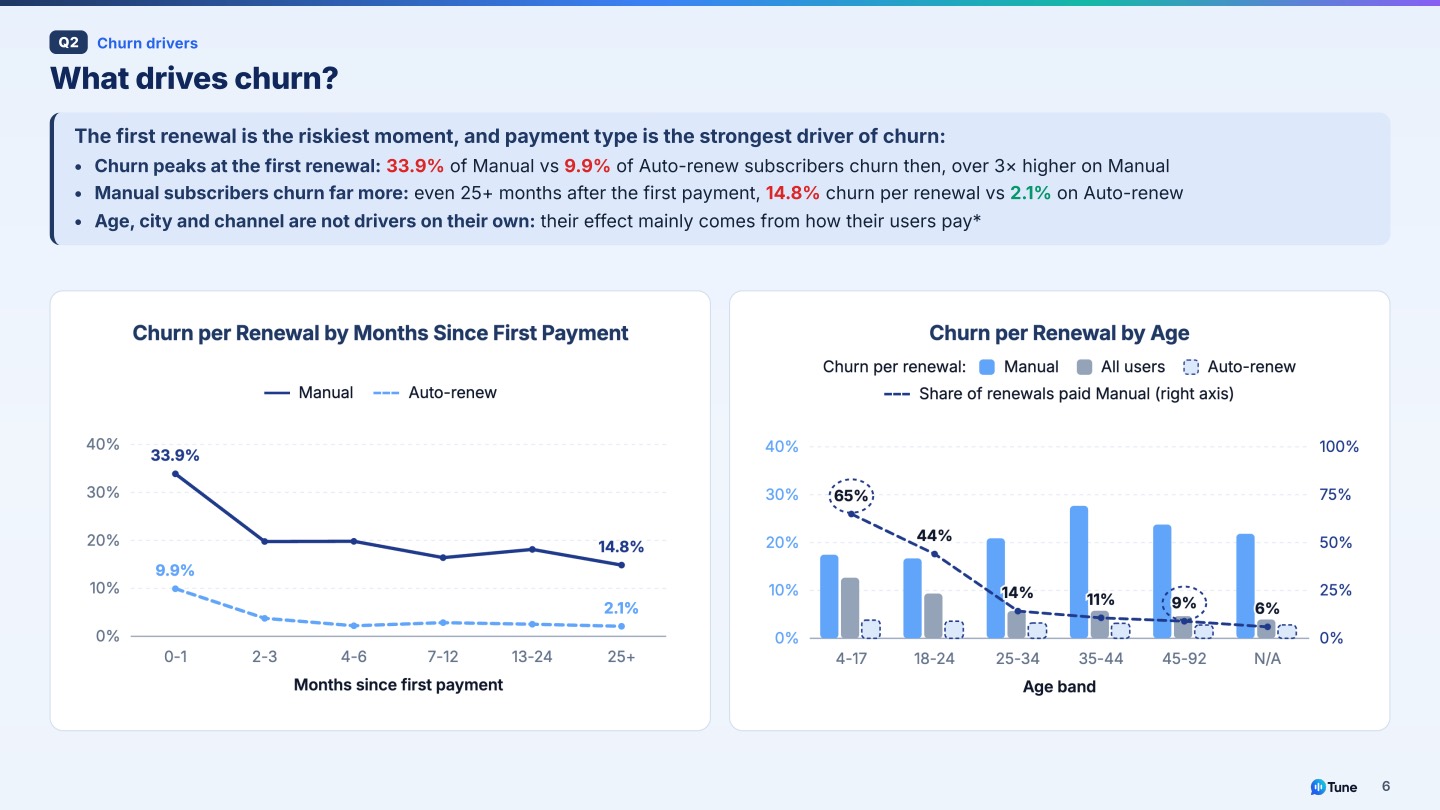 Q2 Churn drivers
What drives churn?
The first renewal is the riskiest moment, and payment type is the strongest driver of churn:
• Churn peaks at the first renewal: 33.9% of Manual vs 9.9% of Auto-renew subscribers churn then, over 3× higher on Manual
• Manual subscribers churn far more: even 25+ months after the first payment, 14.8% churn per renewal vs 2.1% on Auto-renew
• Age, city and channel are not drivers on their own: their effect mainly comes from how their users pay*
Churn per Renewal by Months Since First Payment
Manual Auto-renew
40%
33.9%
30%
20%
14.8%
9.9%
10%
2.1%
0%
0-1 2-3 4-6 7-12 13-24 25+
Months since first payment
Churn per Renewal by Age
Churn per renewal: Manual All users Auto-renew
Share of renewals paid Manual (right axis)
40% 100%
30% 65% 75%
44%
20% 50%
10% 14% 11% 9% 6% 25%
0% 0%
4-17 18-24 25-34 35-44 45-92 N/A
Age band
Tune 6